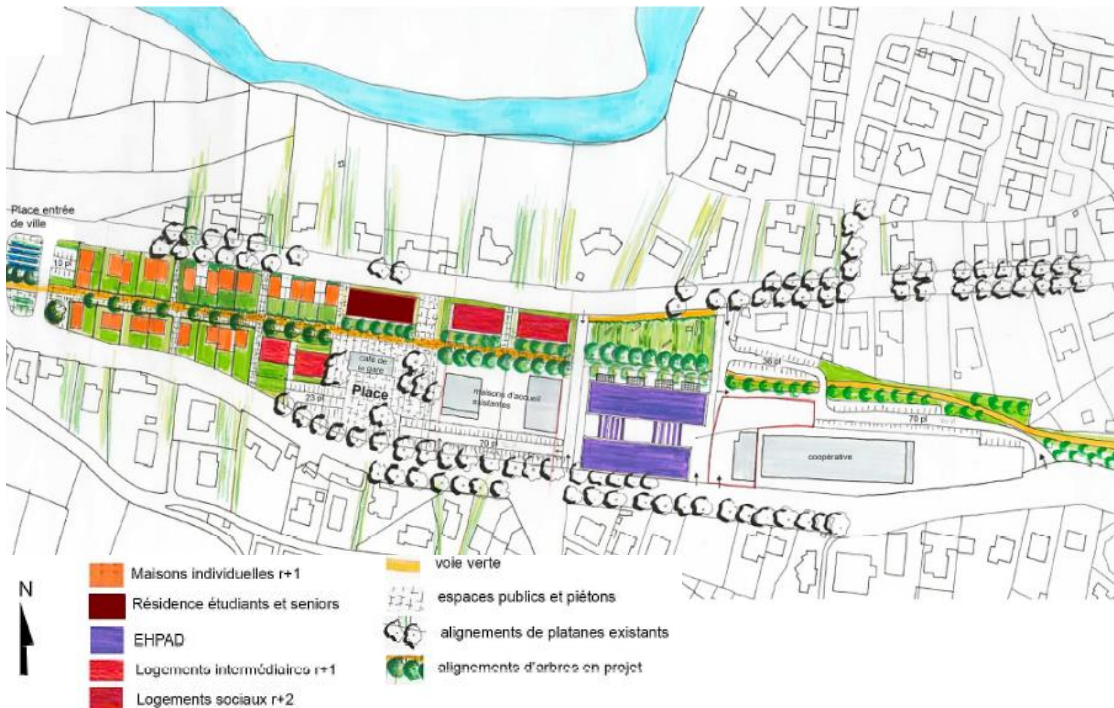 Place entrée
de ville
19 pl
café de
la gare
Place
23 pl
maisons d'accueil
existantes
70 pl
36 pl
70 pl
coopérative
N
Maisons individuelles r+1
Résidence étudiants et seniors
EHPAD
Logements intermédiaires r+1
Logements sociaux r+2
voie verte
espaces publics et piétons
alignements de platanes existants
alignements d'arbres en projet